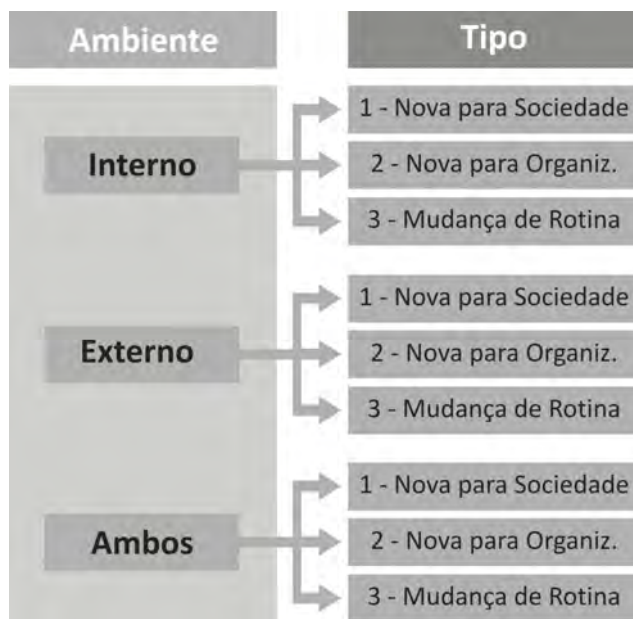 Ambiente
Tipo
Interno
1 - Nova para Sociedade
2 - Nova para Organiz.
3 - Mudança de Rotina
Externo
1 - Nova para Sociedade
2 - Nova para Organiz.
3 - Mudança de Rotina
Ambos
1 - Nova para Sociedade
2 - Nova para Organiz.
3 - Mudança de Rotina